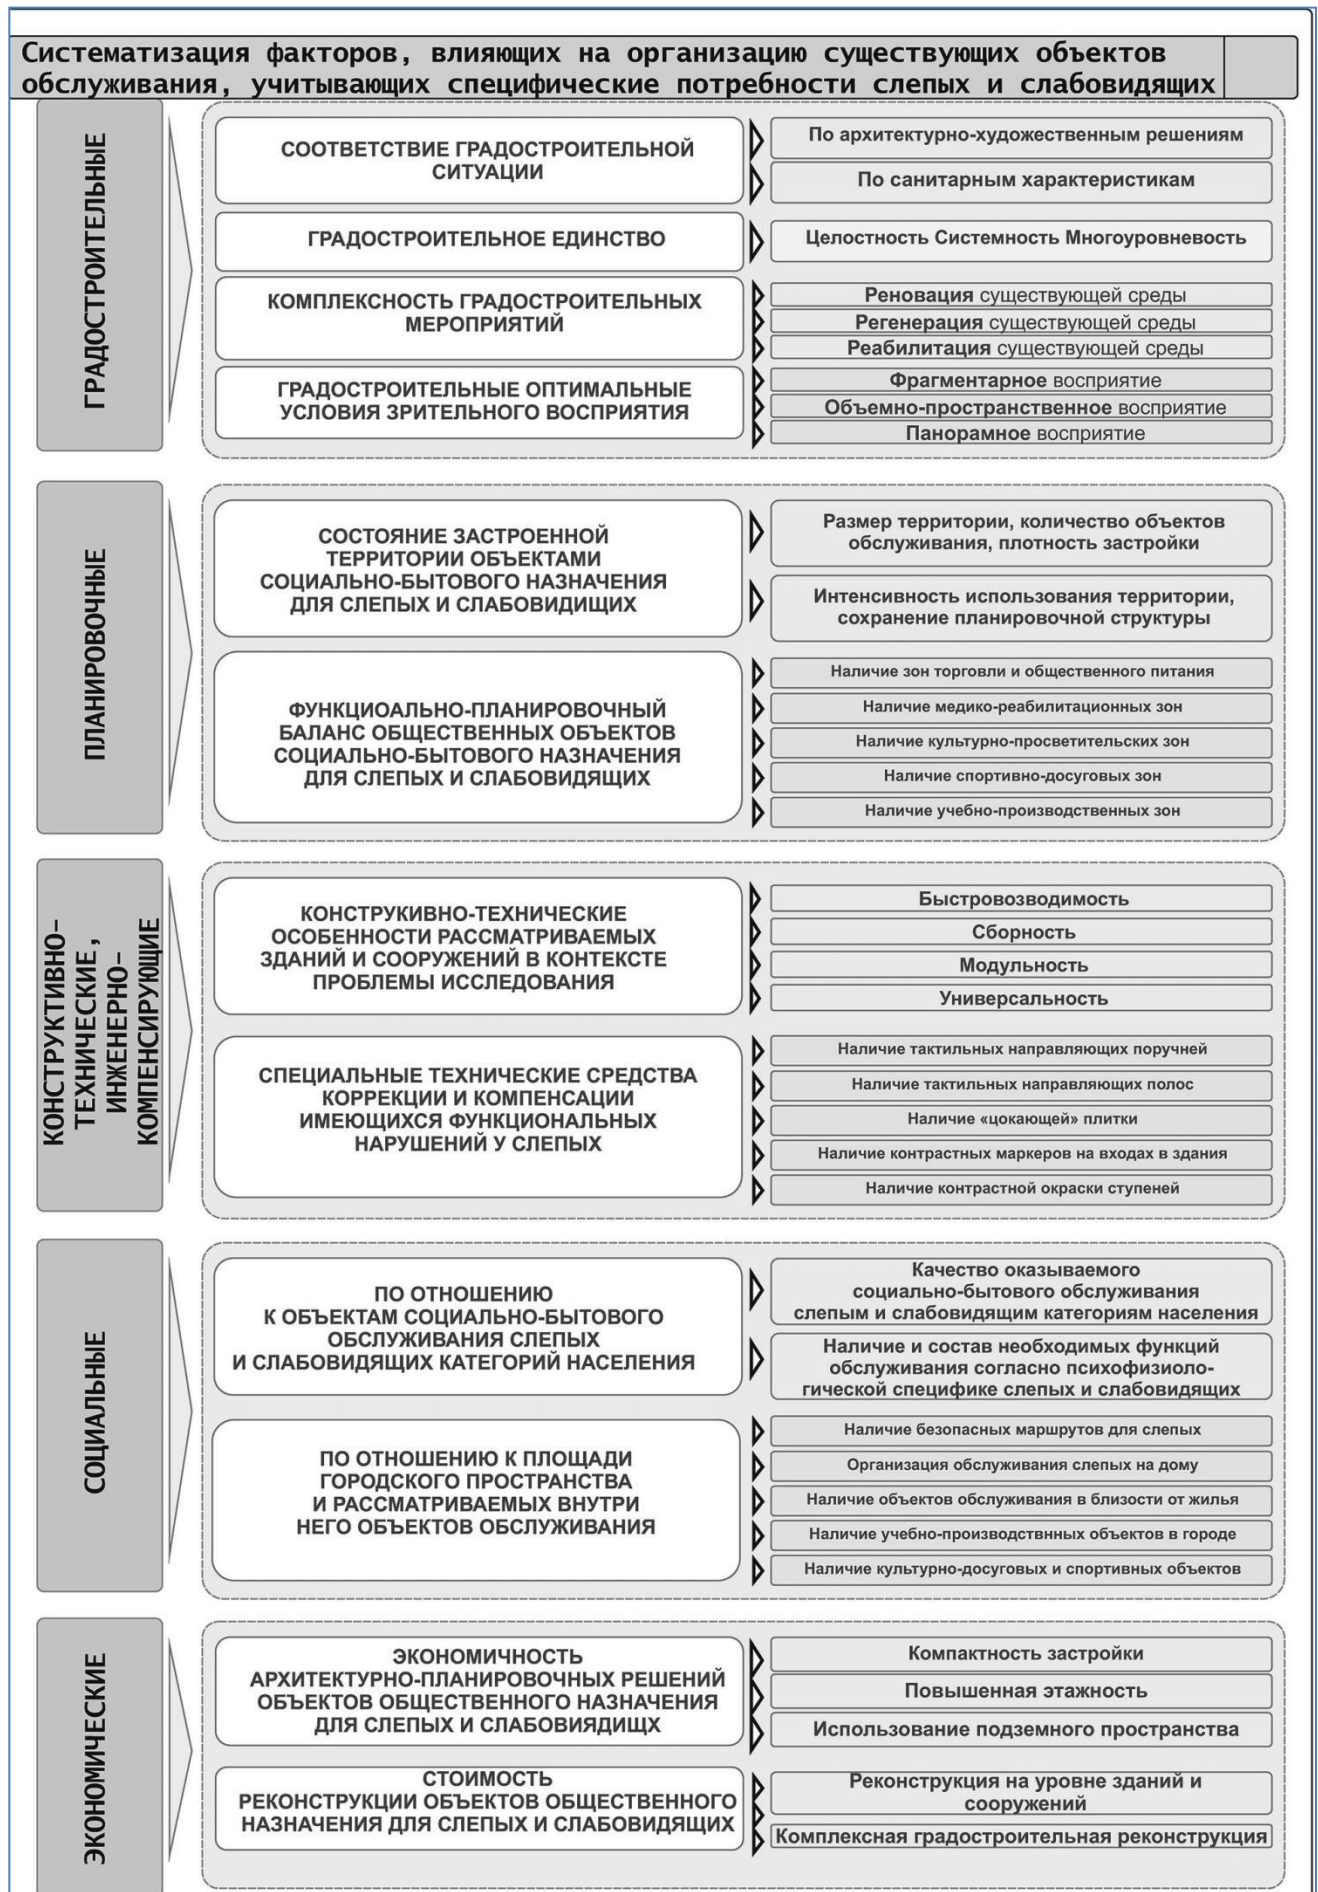 Систематизация факторов, влияющих на организацию существующих объектов
обслуживания, учитывающих специфические потребности слепых и слабовидящих
ГРАДОСТРОИТЕЛЬНЫЕ
СООТВЕТСТВИЕ ГРАДОСТРОИТЕЛЬНОЙ
СИТУАЦИИ
По архитектурно-художественным решениям
По санитарным характеристикам
ГРАДОСТРОИТЕЛЬНОЕ ЕДИНСТВО
Целостность Системность Многоуровневость
КОМПЛЕКСНОСТЬ ГРАДОСТРОИТЕЛЬНЫХ
МЕРОПРИЯТИЙ
Реновация существующей среды
Регенерация существующей среды
Реабилитация существующей среды
ГРАДОСТРОИТЕЛЬНЫЕ ОПТИМАЛЬНЫЕ
УСЛОВИЯ ЗРИТЕЛЬНОГО ВОСПРИЯТИЯ
Фрагментарное восприятие
Объемно-пространственное восприятие
Панорамное восприятие
ПЛАНИРОВОЧНЫЕ
СОСТОЯНИЕ ЗАСТРОЕННОЙ
ТЕРРИТОРИИ ОБЪЕКТАМИ
СОЦИАЛЬНО-БЫТОВОГО НАЗНАЧЕНИЯ
ДЛЯ СЛЕПЫХ И СЛАБОВИДИЩИХ
Размер территории, количество объектов
обслуживания, плотность застройки
Интенсивность использования территории,
сохранение планировочной структуры
ФУНКЦИОАЛЬНО-ПЛАНИРОВОЧНЫЙ
БАЛАНС ОБЩЕСТВЕННЫХ ОБЪЕКТОВ
СОЦИАЛЬНО-БЫТОВОГО НАЗНАЧЕНИЯ
ДЛЯ СЛЕПЫХ И СЛАБОВИДЯЩИХ
Наличие зон торговли и общественного питания
Наличие медико-реабилитационных зон
Наличие культурно-просветительских зон
Наличие спортивно-досуговых зон
Наличие учебно-производственных зон
КОНСТРУКТИВНО-
ТЕХНИЧЕСКИЕ,
ИНЖЕНЕРНО-
КОМПЕНСИРУЮЩИЕ
КОНСТРУКИВНО-ТЕХНИЧЕСКИЕ
ОСОБЕННОСТИ РАССМАТРИВАЕМЫХ
ЗДАНИЙ И СООРУЖЕНИЙ В КОНТЕКСТЕ
ПРОБЛЕМЫ ИССЛЕДОВАНИЯ
Быстровозводимость
Сборность
Модульность
Универсальность
СПЕЦИАЛЬНЫЕ ТЕХНИЧЕСКИЕ СРЕДСТВА
КОРРЕКЦИИ И КОМПЕНСАЦИИ
ИМЕЮЩИХСЯ ФУНКЦИОНАЛЬНЫХ
НАРУШЕНИЙ У СЛЕПЫХ
Наличие тактильных направляющих поручней
Наличие тактильных направляющих полос
Наличие «цокающей» плитки
Наличие контрастных маркеров на входах в здания
Наличие контрастной окраски ступеней
СОЦИАЛЬНЫЕ
ПО ОТНОШЕНИЮ
К ОБЪЕКТАМ СОЦИАЛЬНО-БЫТОВОГО
ОБСЛУЖИВАНИЯ СЛЕПЫХ
И СЛАБОВИДЯЩИХ КАТЕГОРИЙ НАСЕЛЕНИЯ
Качество оказываемого
социально-бытового обслуживания
слепым и слабовидящим категориям населения
Наличие и состав необходимых функций
обслуживания согласно психофизиоло-
гической специфике слепых и слабовидящих
ПО ОТНОШЕНИЮ К ПЛОЩАДИ
ГОРОДСКОГО ПРОСТРАНСТВА
И РАССМАТРИВАЕМЫХ ВНУТРИ
НЕГО ОБЪЕКТОВ ОБСЛУЖИВАНИЯ
Наличие безопасных маршрутов для слепых
Организация обслуживания слепых на дому
Наличие объектов обслуживания в близости от жилья
Наличие учебно-производствнных объектов в городе
Наличие культурно-досуговых и спортивных объектов
ЭКОНОМИЧЕСКИЕ
ЭКОНОМИЧНОСТЬ
АРХИТЕКТУРНО-ПЛАНИРОВОЧНЫХ РЕШЕНИЙ
ОБЪЕКТОВ ОБЩЕСТВЕННОГО НАЗНАЧЕНИЯ
ДЛЯ СЛЕПЫХ И СЛАБОВИЯДИЩХ
Компактность застройки
Повышенная этажность
Использование подземного пространства
СТОИМОСТЬ
РЕКОНСТРУКЦИИ ОБЪЕКТОВ ОБЩЕСТВЕННОГО
НАЗНАЧЕНИЯ ДЛЯ СЛЕПЫХ И СЛАБОВИДЯЩИХ
Реконструкция на уровне зданий и
сооружений
Комплексная градостроительная реконструкция